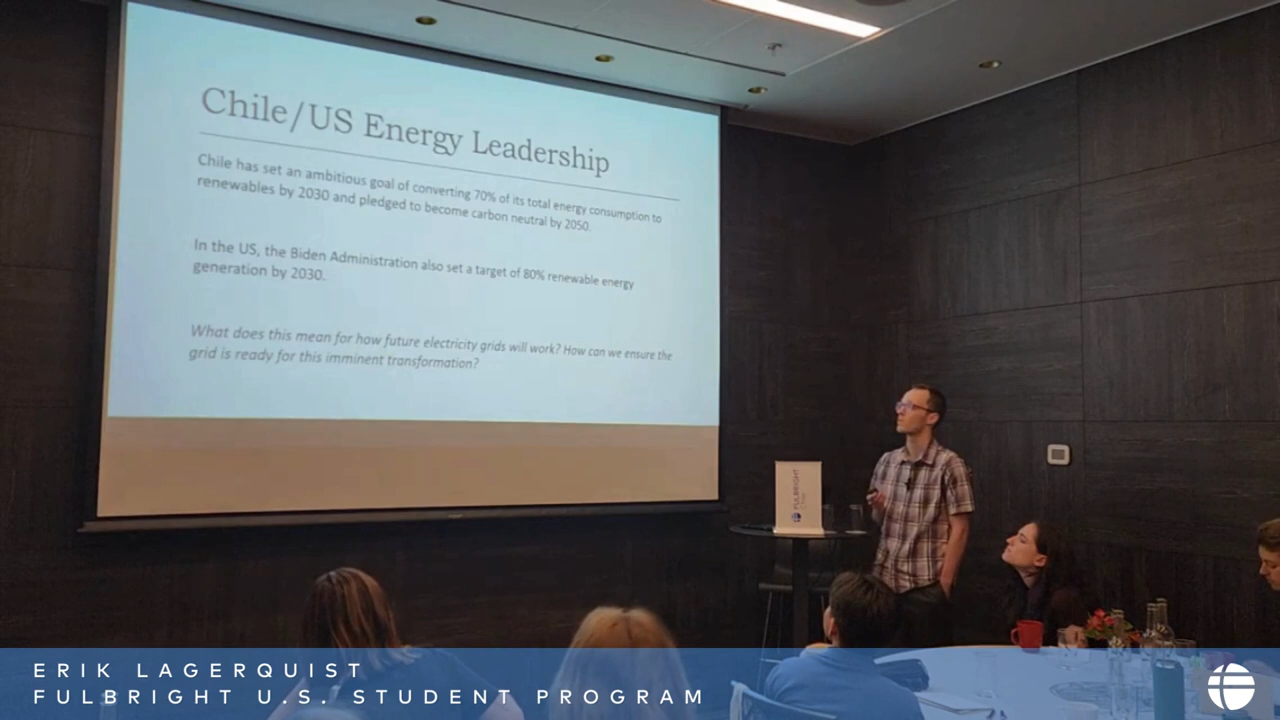 Chile/US Energy Leadership
Chile has set an ambitious goal of converting 70% of its total energy consumption to
renewables by 2030 and pledged to become carbon neutral by 2050.
In the US, the Biden Administration also set a target of 80% renewable energy
generation by 2030.
What does this mean for how future electricity grids will work? How can we ensure the
grid is ready for this imminent transformation?
FULBRIGHT
ERIK LAGERQUIST
FULBRIGHT U.S. STUDENT PROGRAM